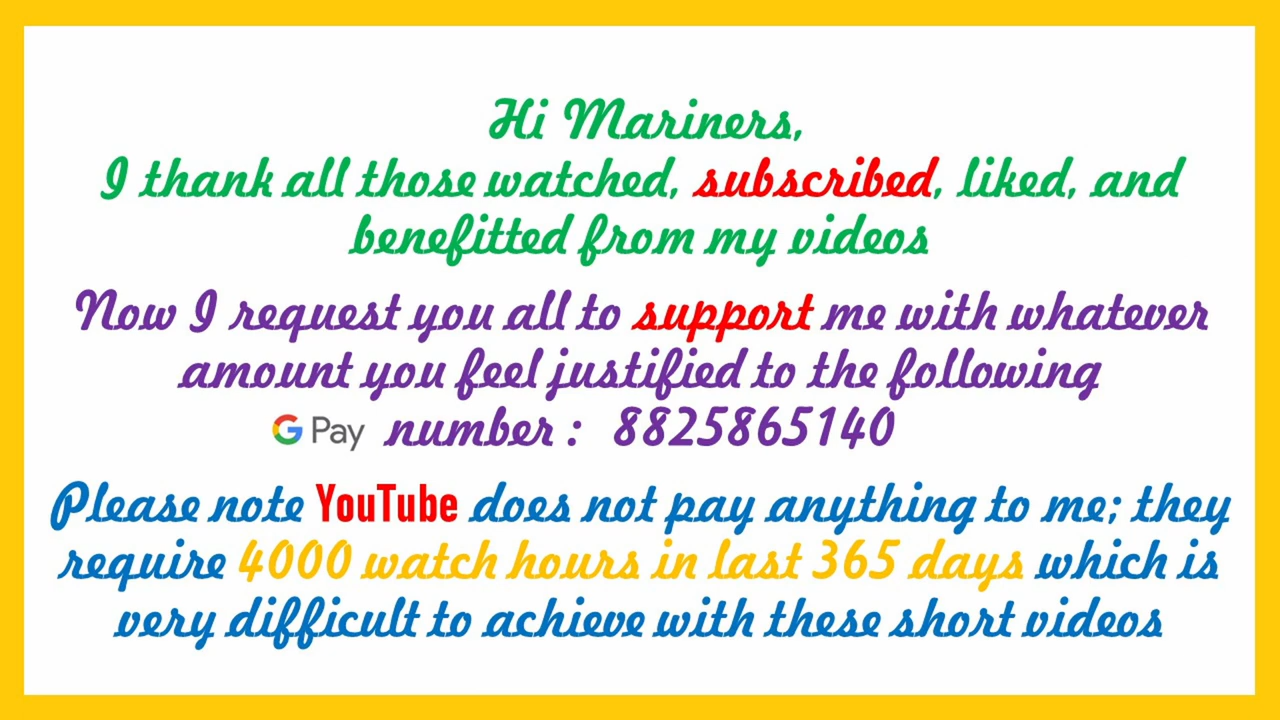 Hi Mariners,
I thank all those watched, subscribed, liked, and
benefitted from my videos
Now I request you all to support me with whatever
amount you feel justified to the following
G Pay number : 8825865140
Please note YouTube does not pay anything to me; they
require 4000 watch hours in last 365 days which is
very difficult to achieve with these short videos